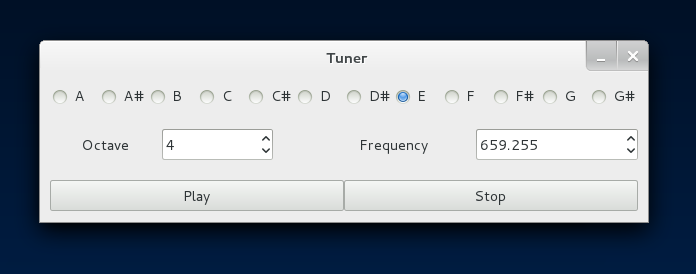 Tuner
A A# B C C# D D# E F F# G G#
Octave 4 Frequency 659.255
Play Stop